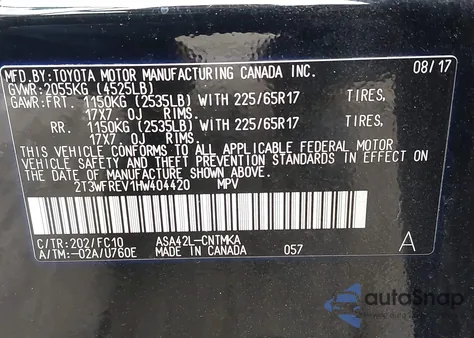 MFD.BY:TOYOTA MOTOR MANUFACTURING CANADA INC. 08/17
GVWR:2055KG (4525LB)
GAWR:FRT. 1150KG (2535LB) WITH 225/65R17 TIRES,
17X7 0J RIMS.
RR. 1150KG (2535LB) WITH 225/65R17 TIRES,
17X7 0J RIMS.
THIS VEHICLE CONFORMS TO ALL APPLICABLE FEDERAL MOTOR
VEHICLE SAFETY AND THEFT PREVENTION STANDARDS IN EFFECT
ON THE DATE OF MANUFACTURE SHOWN ABOVE.
2T3WFREV1HW404420 MPV
C/TR:202/FC10 ASA42L-CNTMKA
A/TM:-02A/U760E MADE IN CANADA 057 A
autoSnap